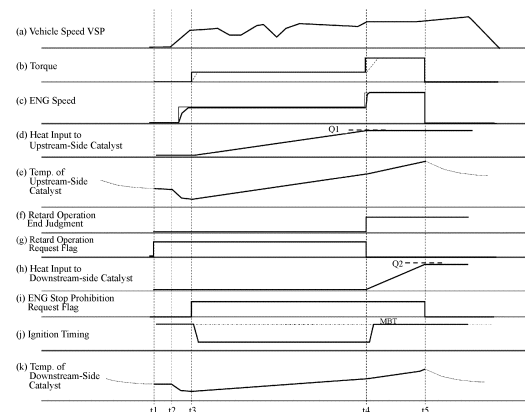 (a) Vehicle Speed VSP
(b) Torque
(c) ENG Speed
(d) Heat Input to
Upstream-Side Catalyst
Q1
(e) Temp. of
Upstream-Side
Catalyst
(f) Retard Operation
End Judgment
(g) Retard Operation
Request Flag
(h) Heat Input to
Downstream-side Catalyst
Q2
(i) ENG Stop Prohibition
Request Flag
(j) Ignition Timing
MBT
(k) Temp. of
Downstream-Side
Catalyst
t1 t2 t3 t4 t5